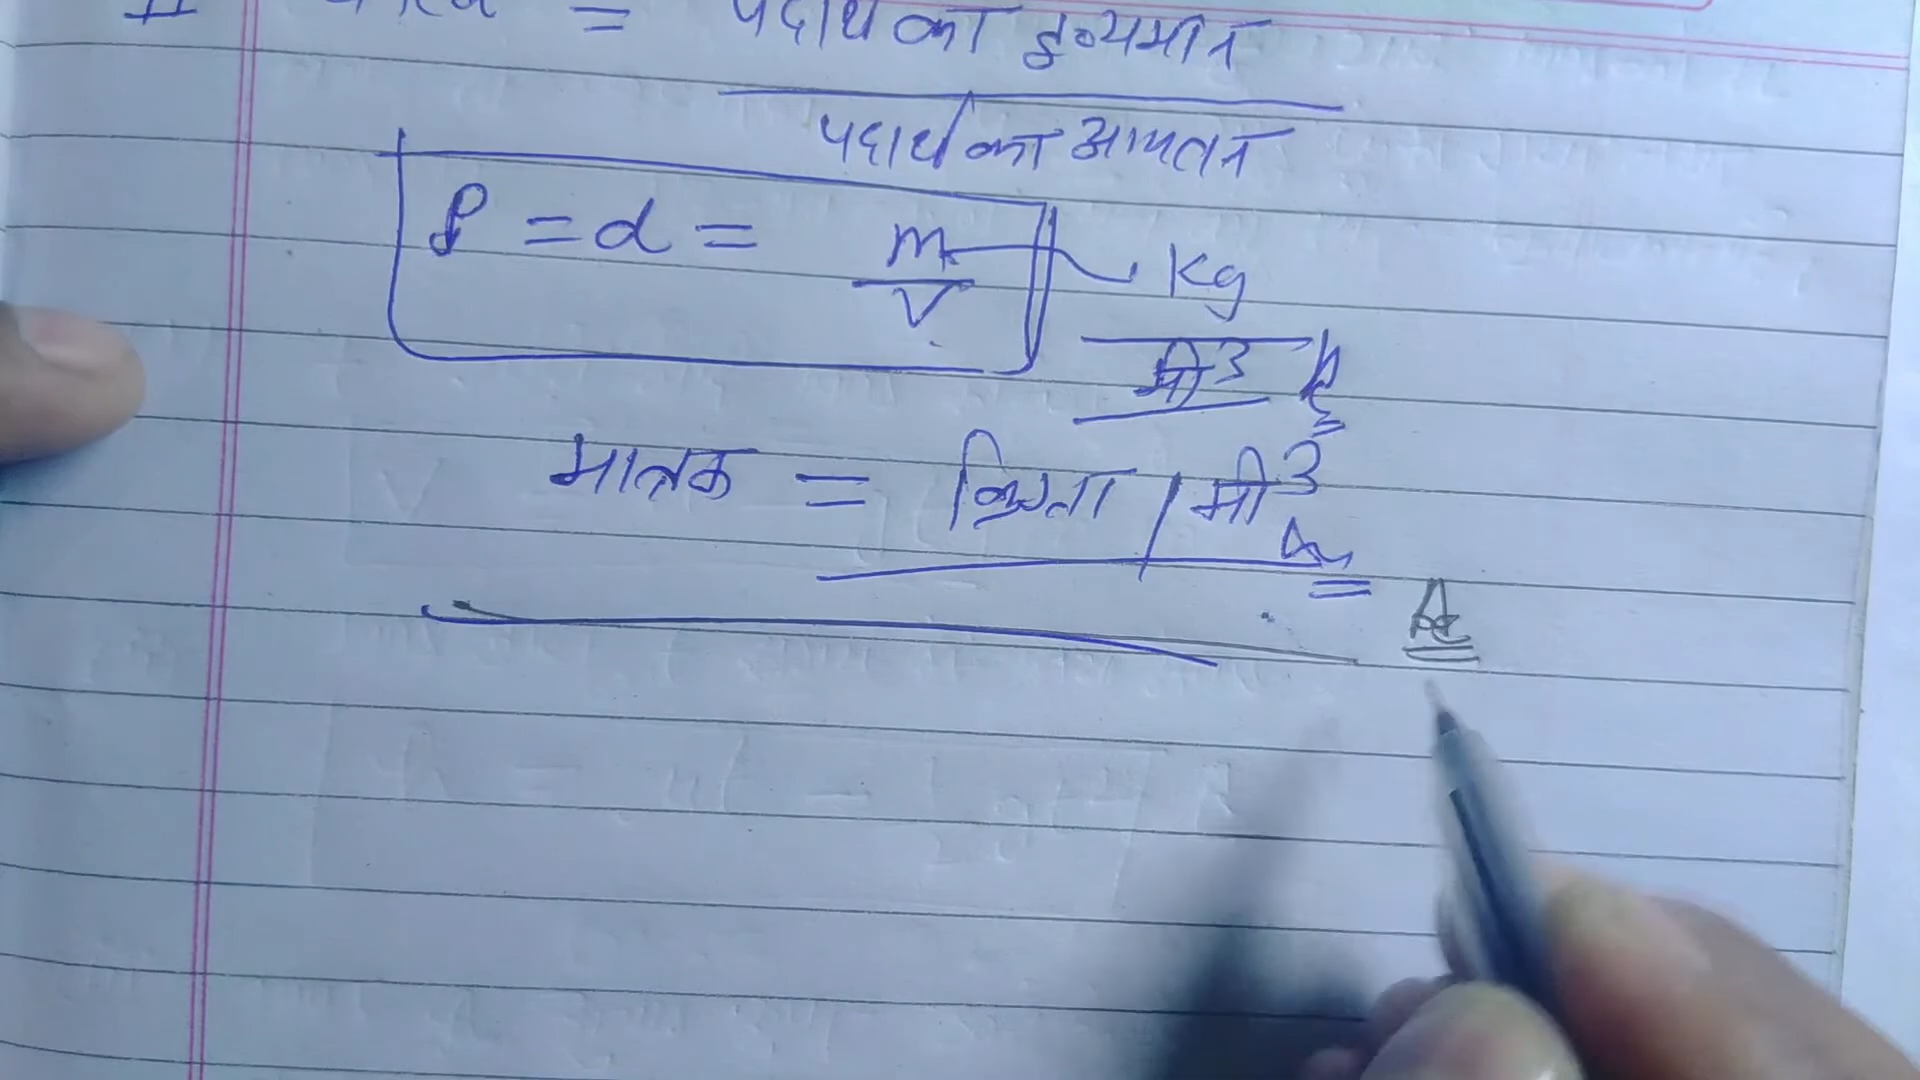 = पदार्थ का द्रव्यमान
पदार्थ का आयतन
ρ = d = m/V
Kg
मी³
मात्रक = किग्रा / मी³